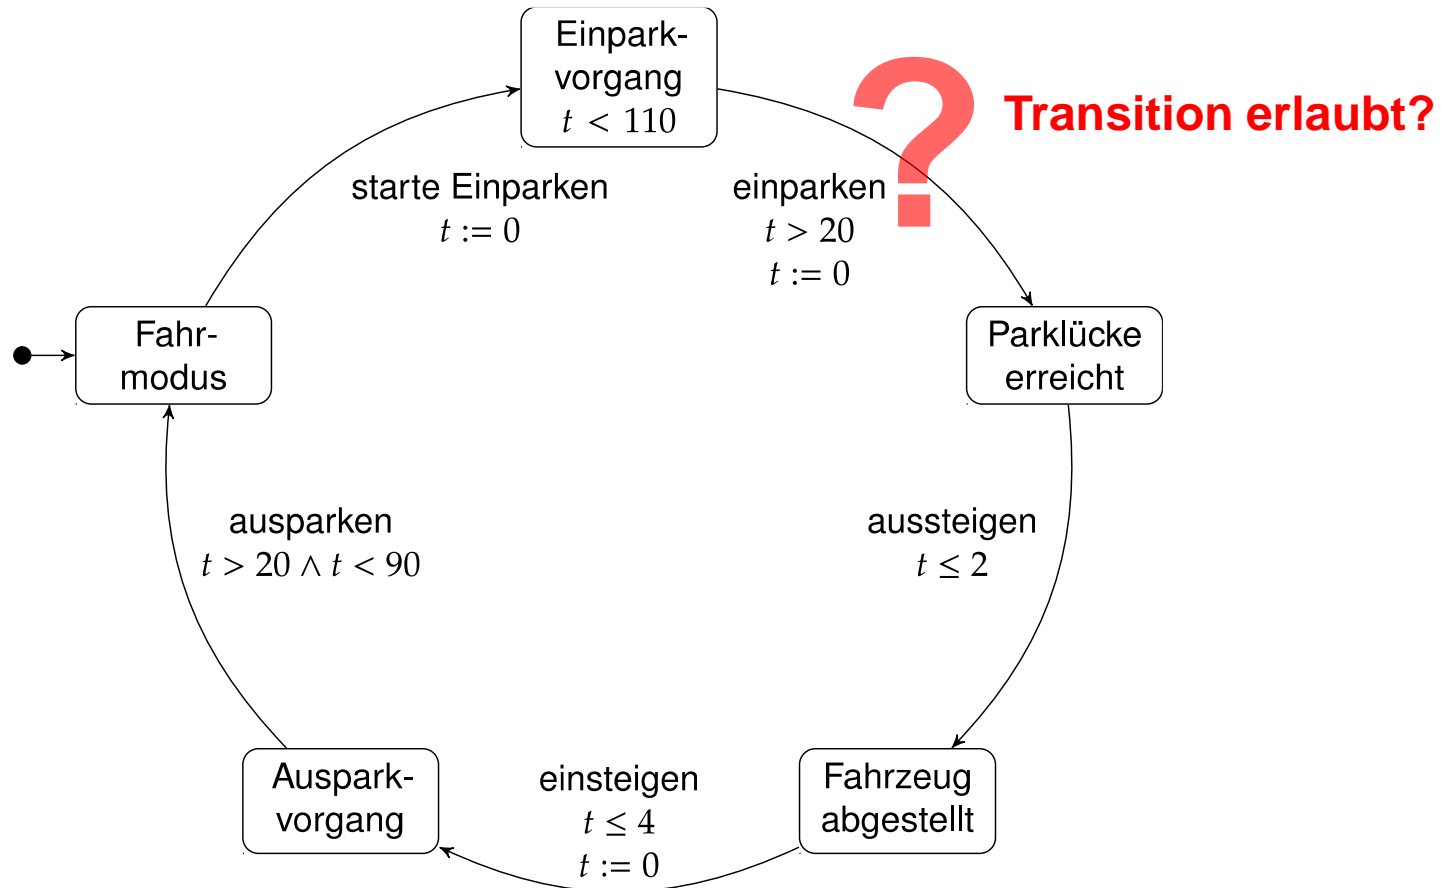 Einpark-
vorgang
t < 110
?
Transition erlaubt?
starte Einparken
t := 0
einparken
t > 20
t := 0
Fahr-
modus
Parklücke
erreicht
ausparken
t > 20 ∧ t < 90
aussteigen
t ≤ 2
Auspark-
vorgang
einsteigen
t ≤ 4
t := 0
Fahrzeug
abgestellt